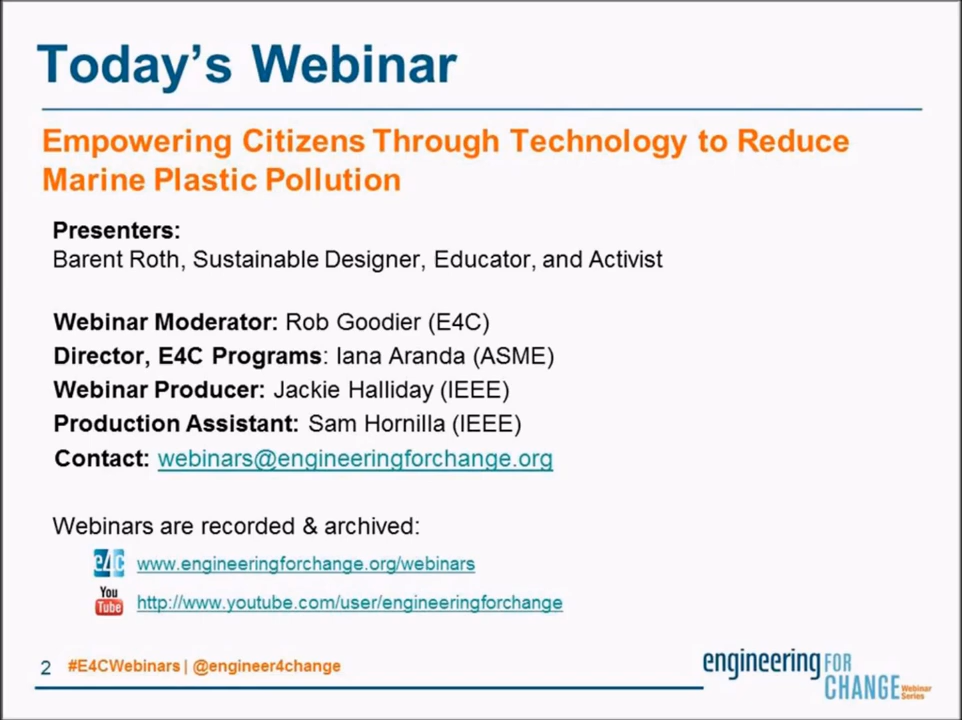 Today's Webinar
Empowering Citizens Through Technology to Reduce
Marine Plastic Pollution
Presenters:
Barent Roth, Sustainable Designer, Educator, and Activist
Webinar Moderator: Rob Goodier (E4C)
Director, E4C Programs: Iana Aranda (ASME)
Webinar Producer: Jackie Halliday (IEEE)
Production Assistant: Sam Hornilla (IEEE)
Contact: webinars@engineeringforchange.org
Webinars are recorded & archived:
e4c www.engineeringforchange.org/webinars
You
Tube http://www.youtube.com/user/engineeringforchange
2 #E4CWebinars | @engineer4change
engineering FOR
CHANGE Webinar
Series